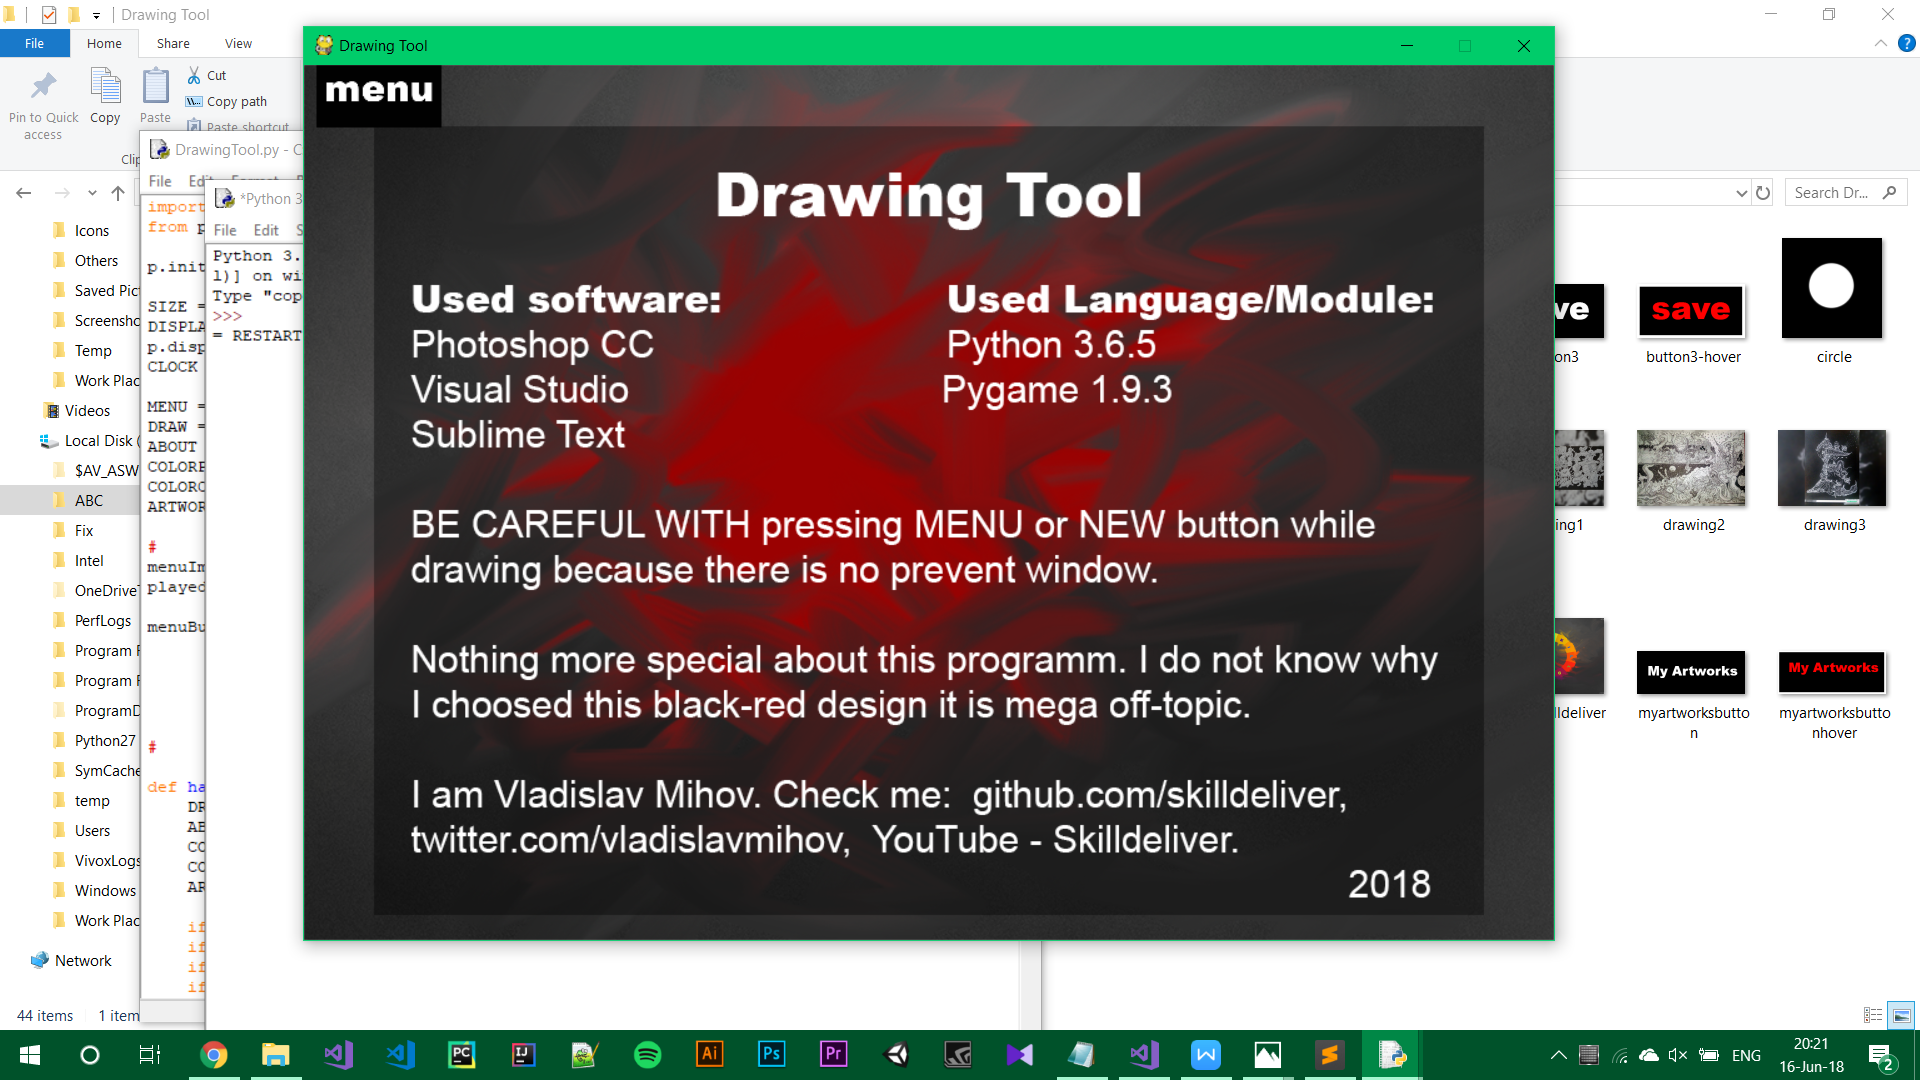 Drawing Tool
File
Home
Share
View
Cut
Copy path
Paste shortcut
Pin to Quick
access
Copy
Paste
Search Dr...
Icons
Others
Saved Pic
Screensho
Temp
Work Plac
Videos
Local Disk (
$AV_ASW
ABC
Fix
Intel
OneDriveT
PerfLogs
Program F
Program F
ProgramD
Python27
SymCache
temp
Users
VivoxLogs
Windows
Work Plac
Network
44 items
1 item
DrawingTool.py - C
File
import
from p
p.init
SIZE =
DISPLA
p.disp
CLOCK
MENU =
DRAW =
ABOUT
COLORP
COLORC
ARTWOR
#
menuIm
played
menuBu
#
def ha
DR
AB
CO
CO
AR
if
if
if
if
*Python 3
File Edit S
Python 3.
1)] on wi
Type "cop
>>>
= RESTART
Drawing Tool
menu
Drawing Tool
Used software:
Photoshop CC
Visual Studio
Sublime Text
Used Language/Module:
Python 3.6.5
Pygame 1.9.3
BE CAREFUL WITH pressing MENU or NEW button while
drawing because there is no prevent window.
Nothing more special about this programm. I do not know why
I choosed this black-red design it is mega off-topic.
I am Vladislav Mihov. Check me: github.com/skilldeliver,
twitter.com/vladislavmihov, YouTube - Skilldeliver.
2018
ve
save
on3
button3-hover
circle
ing1
drawing2
drawing3
My Artworks
My Artworks
lldeliver
myartworksbutto
n
myartworksbutto
nhover
PC
IJ
Ai
Ps
Pr
W
ENG
20:21
16-Jun-18
2